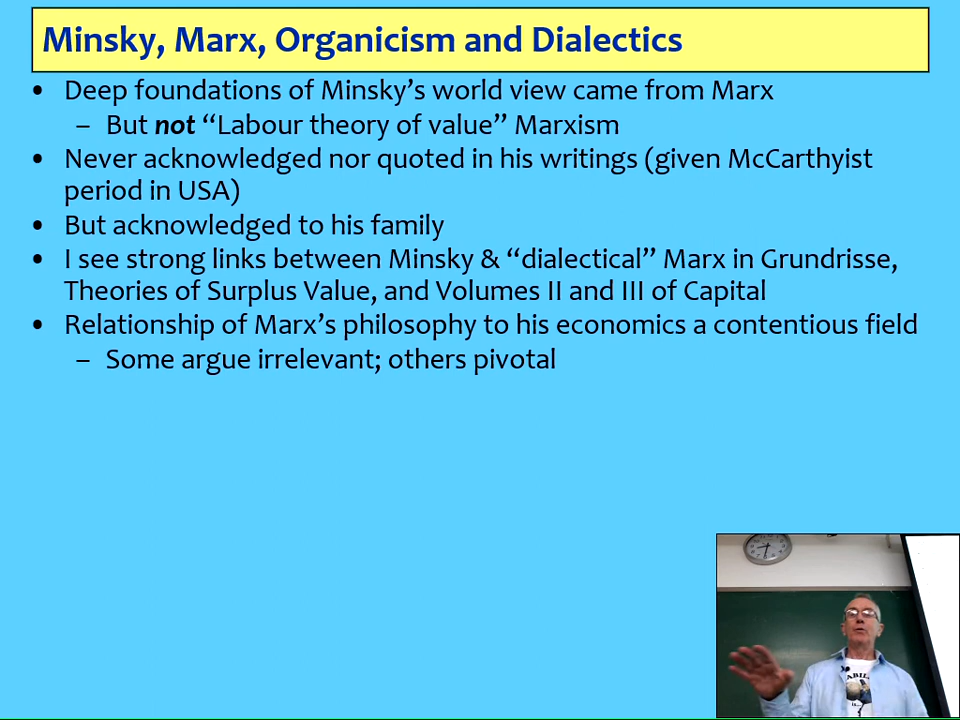 Minsky, Marx, Organicism and Dialectics
• Deep foundations of Minsky's world view came from Marx
– But not "Labour theory of value" Marxism
• Never acknowledged nor quoted in his writings (given McCarthyist
period in USA)
• But acknowledged to his family
• I see strong links between Minsky & "dialectical" Marx in Grundrisse,
Theories of Surplus Value, and Volumes II and III of Capital
• Relationship of Marx's philosophy to his economics a contentious field
– Some argue irrelevant; others pivotal